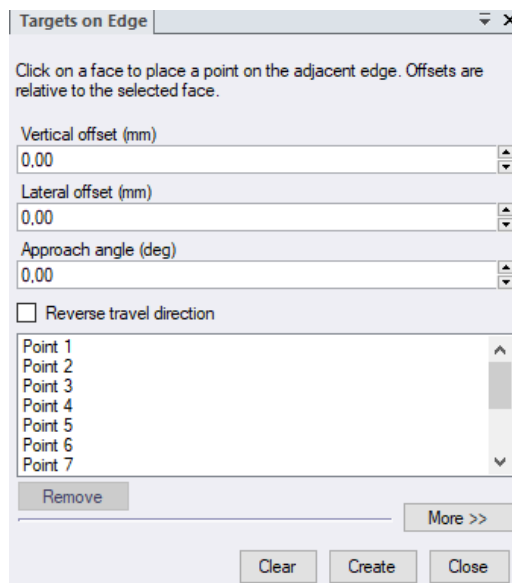 Targets on Edge
Click on a face to place a point on the adjacent edge. Offsets are
relative to the selected face.
Vertical offset (mm)
0,00
Lateral offset (mm)
0,00
Approach angle (deg)
0,00
Reverse travel direction
Point 1
Point 2
Point 3
Point 4
Point 5
Point 6
Point 7
Remove
More >>
Clear Create Close